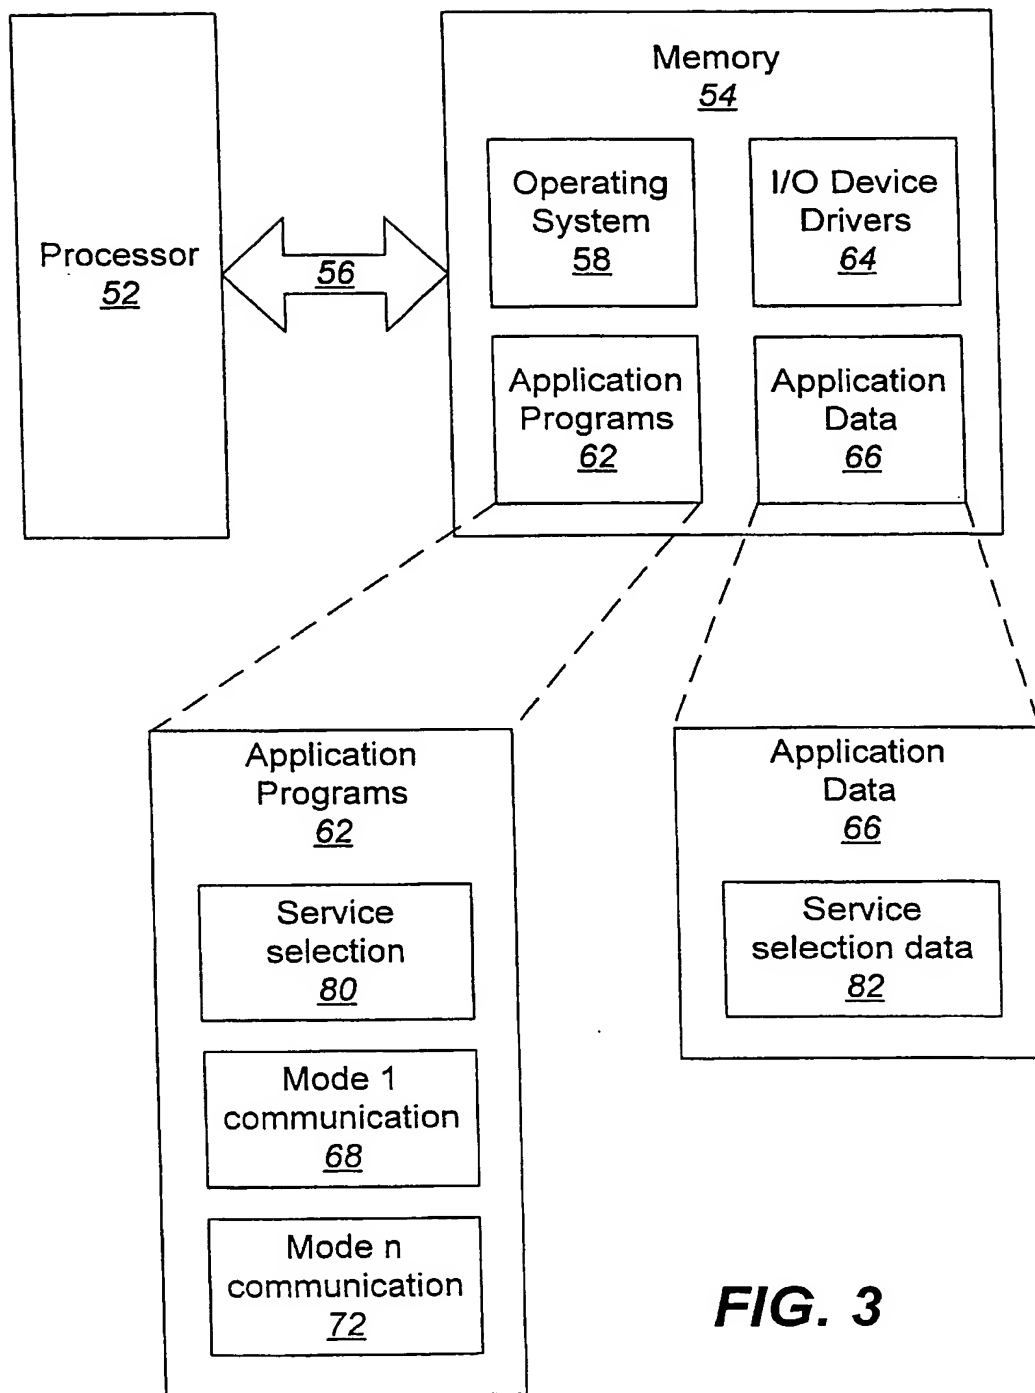 Memory
54
Operating
System
58
I/O Device
Drivers
64
Processor
52
56
Application
Programs
62
Application
Data
66
Application
Programs
62
Application
Data
66
Service
selection
80
Service
selection data
82
Mode 1
communication
68
Mode n
communication
72
FIG. 3